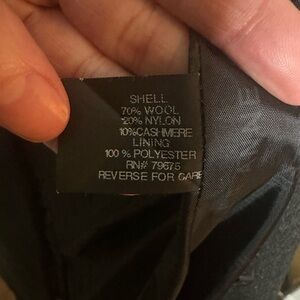 SHELL
70% WOOL
20% NYLON
10%CASHMERE
LINING
100 % POLYESTER
RN# 79675
REVERSE FOR CARE